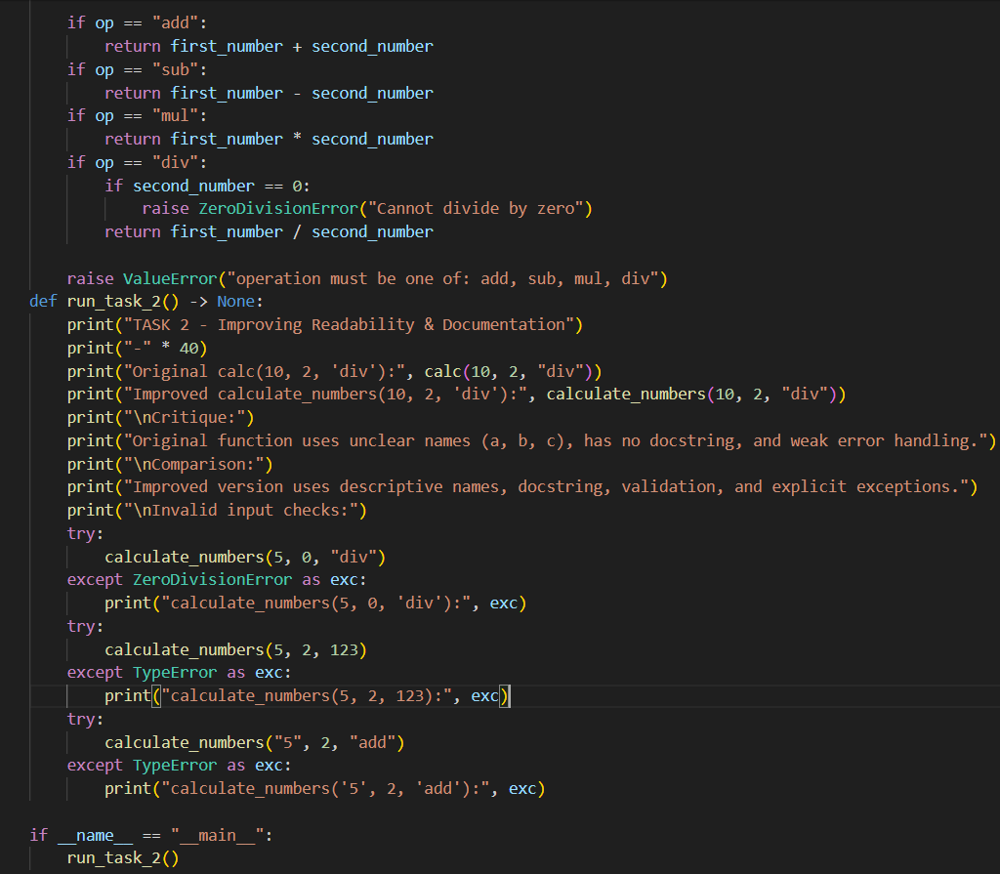 if op == "add":
        return first_number + second_number
    if op == "sub":
        return first_number - second_number
    if op == "mul":
        return first_number * second_number
    if op == "div":
        if second_number == 0:
            raise ZeroDivisionError("Cannot divide by zero")
        return first_number / second_number

    raise ValueError("operation must be one of: add, sub, mul, div")
def run_task_2() -> None:
    print("TASK 2 - Improving Readability & Documentation")
    print("-" * 40)
    print("Original calc(10, 2, 'div'):", calc(10, 2, "div"))
    print("Improved calculate_numbers(10, 2, 'div'):", calculate_numbers(10, 2, "div"))
    print("\nCritique:")
    print("Original function uses unclear names (a, b, c), has no docstring, and weak error handling.")
    print("\nComparison:")
    print("Improved version uses descriptive names, docstring, validation, and explicit exceptions.")
    print("\nInvalid input checks:")
    try:
        calculate_numbers(5, 0, "div")
    except ZeroDivisionError as exc:
        print("calculate_numbers(5, 0, 'div'):", exc)
    try:
        calculate_numbers(5, 2, 123)
    except TypeError as exc:
        print("calculate_numbers(5, 2, 123):", exc)
    try:
        calculate_numbers("5", 2, "add")
    except TypeError as exc:
        print("calculate_numbers('5', 2, 'add'):", exc)

if __name__ == "__main__":
    run_task_2()